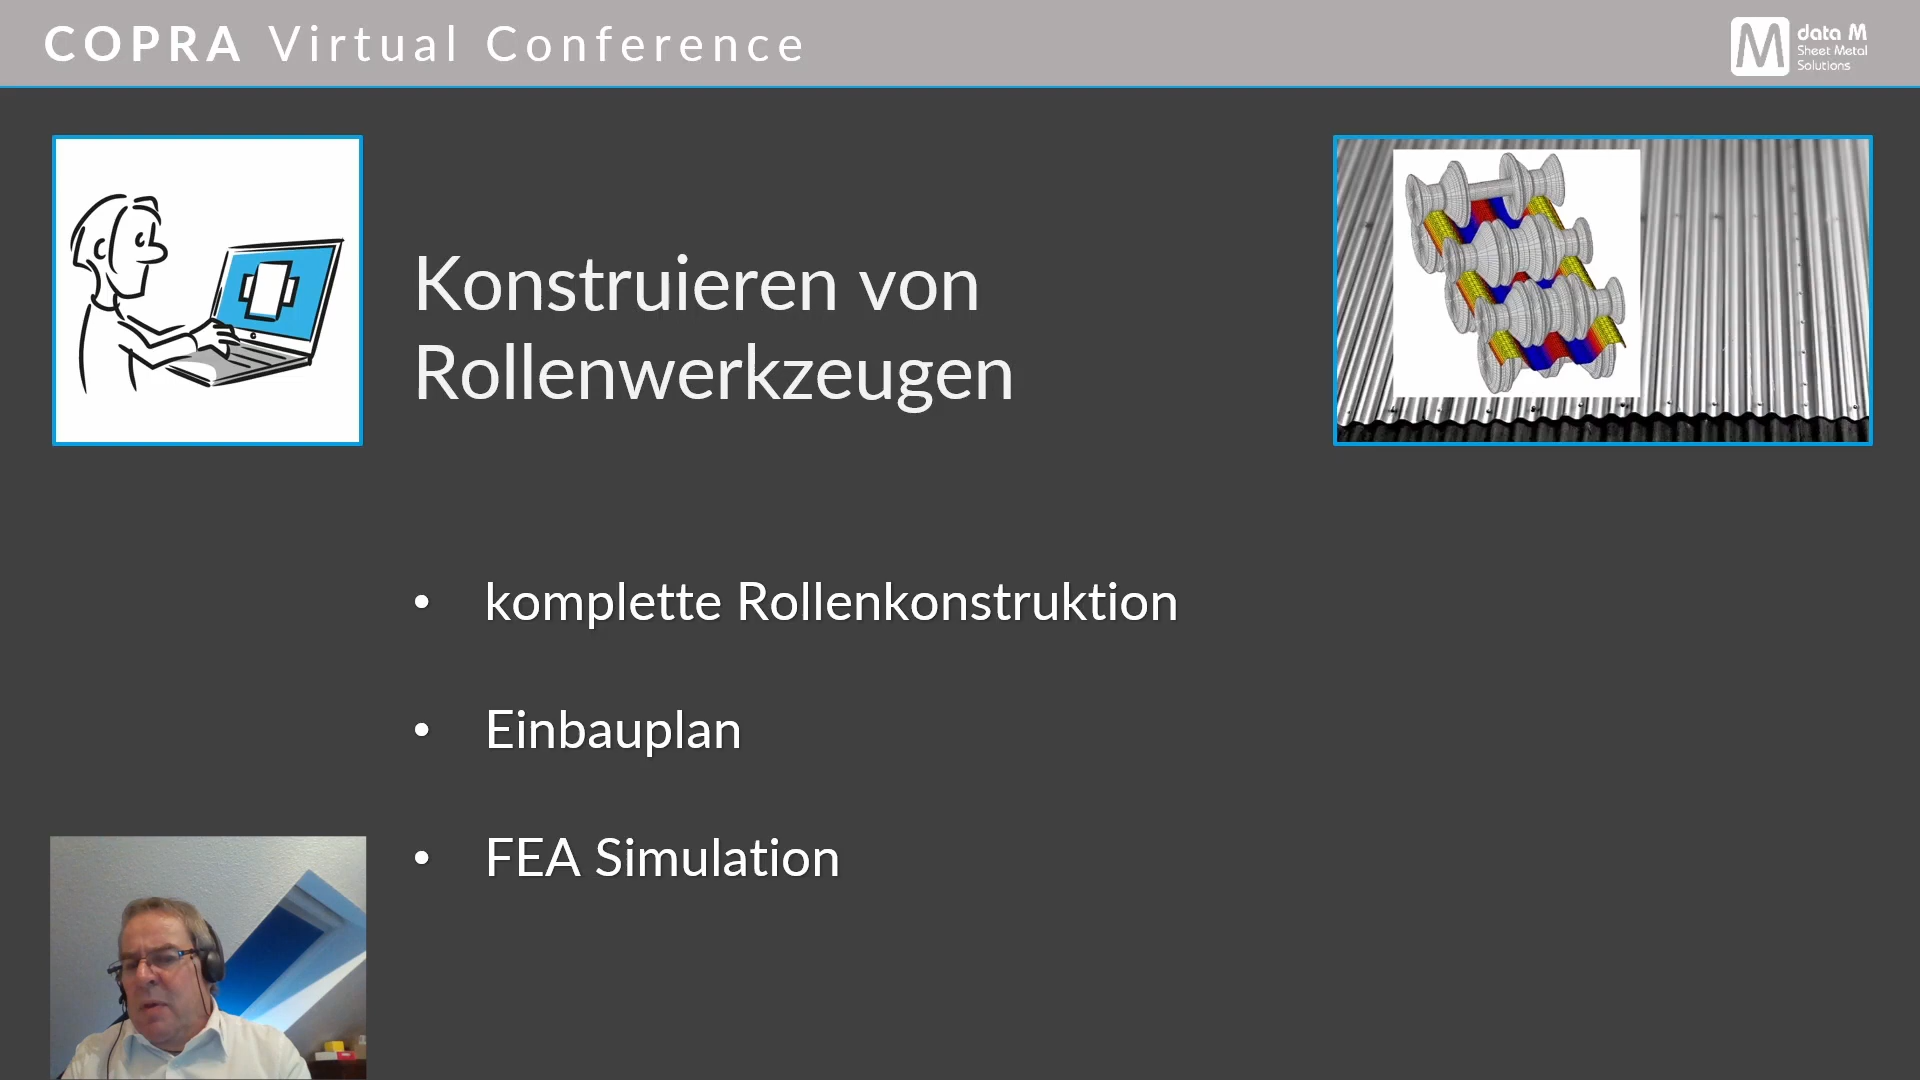 COPRA Virtual Conference
data M
Sheet Metal
Solutions
Konstruieren von
Rollenwerkzeugen
• komplette Rollenkonstruktion
• Einbauplan
• FEA Simulation